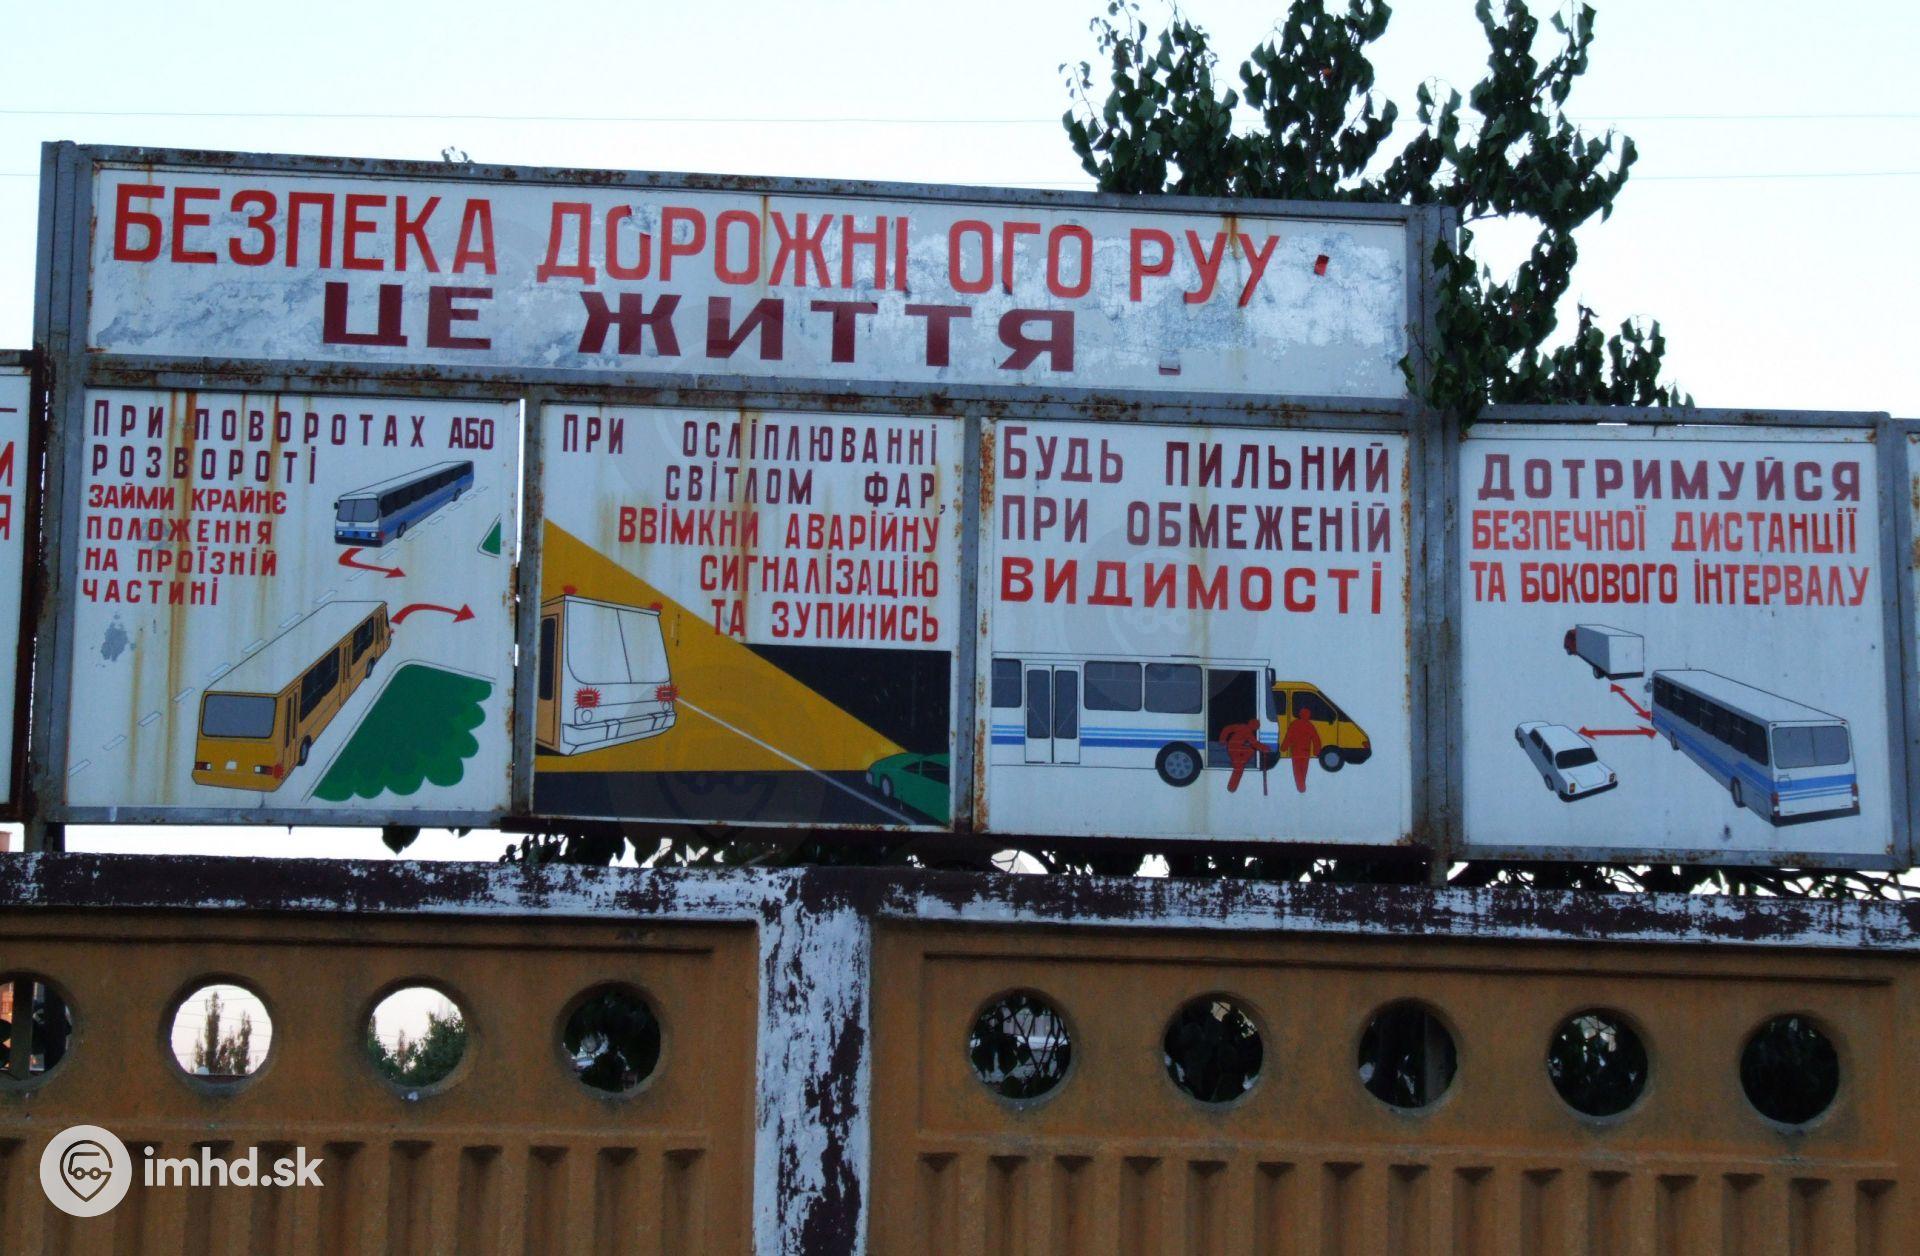 БЕЗПЕКА ДОРОЖНІ ОГО РУУ
ЦЕ ЖИТТЯ
ПРИ ПОВОРОТАХ АБО
РОЗВОРОТІ
ЗАЙМИ КРАЙНЄ
ПОЛОЖЕННЯ
НА ПРОЇЗНІЙ
ЧАСТИНІ
ПРИ ОСЛІПЛЮВАННІ
СВІТЛОМ ФАР,
ВВІМКНИ АВАРІЙНУ
СИГНАЛІЗАЦІЮ
ТА ЗУПИНИСЬ
БУДЬ ПИЛЬНИЙ
ПРИ ОБМЕЖЕНІЙ
ВИДИМОСТІ
ДОТРИМУЙСЯ
БЕЗПЕЧНОЇ ДИСТАНЦІЇ
ТА БОКОВОГО ІНТЕРВАЛУ
imhd.sk